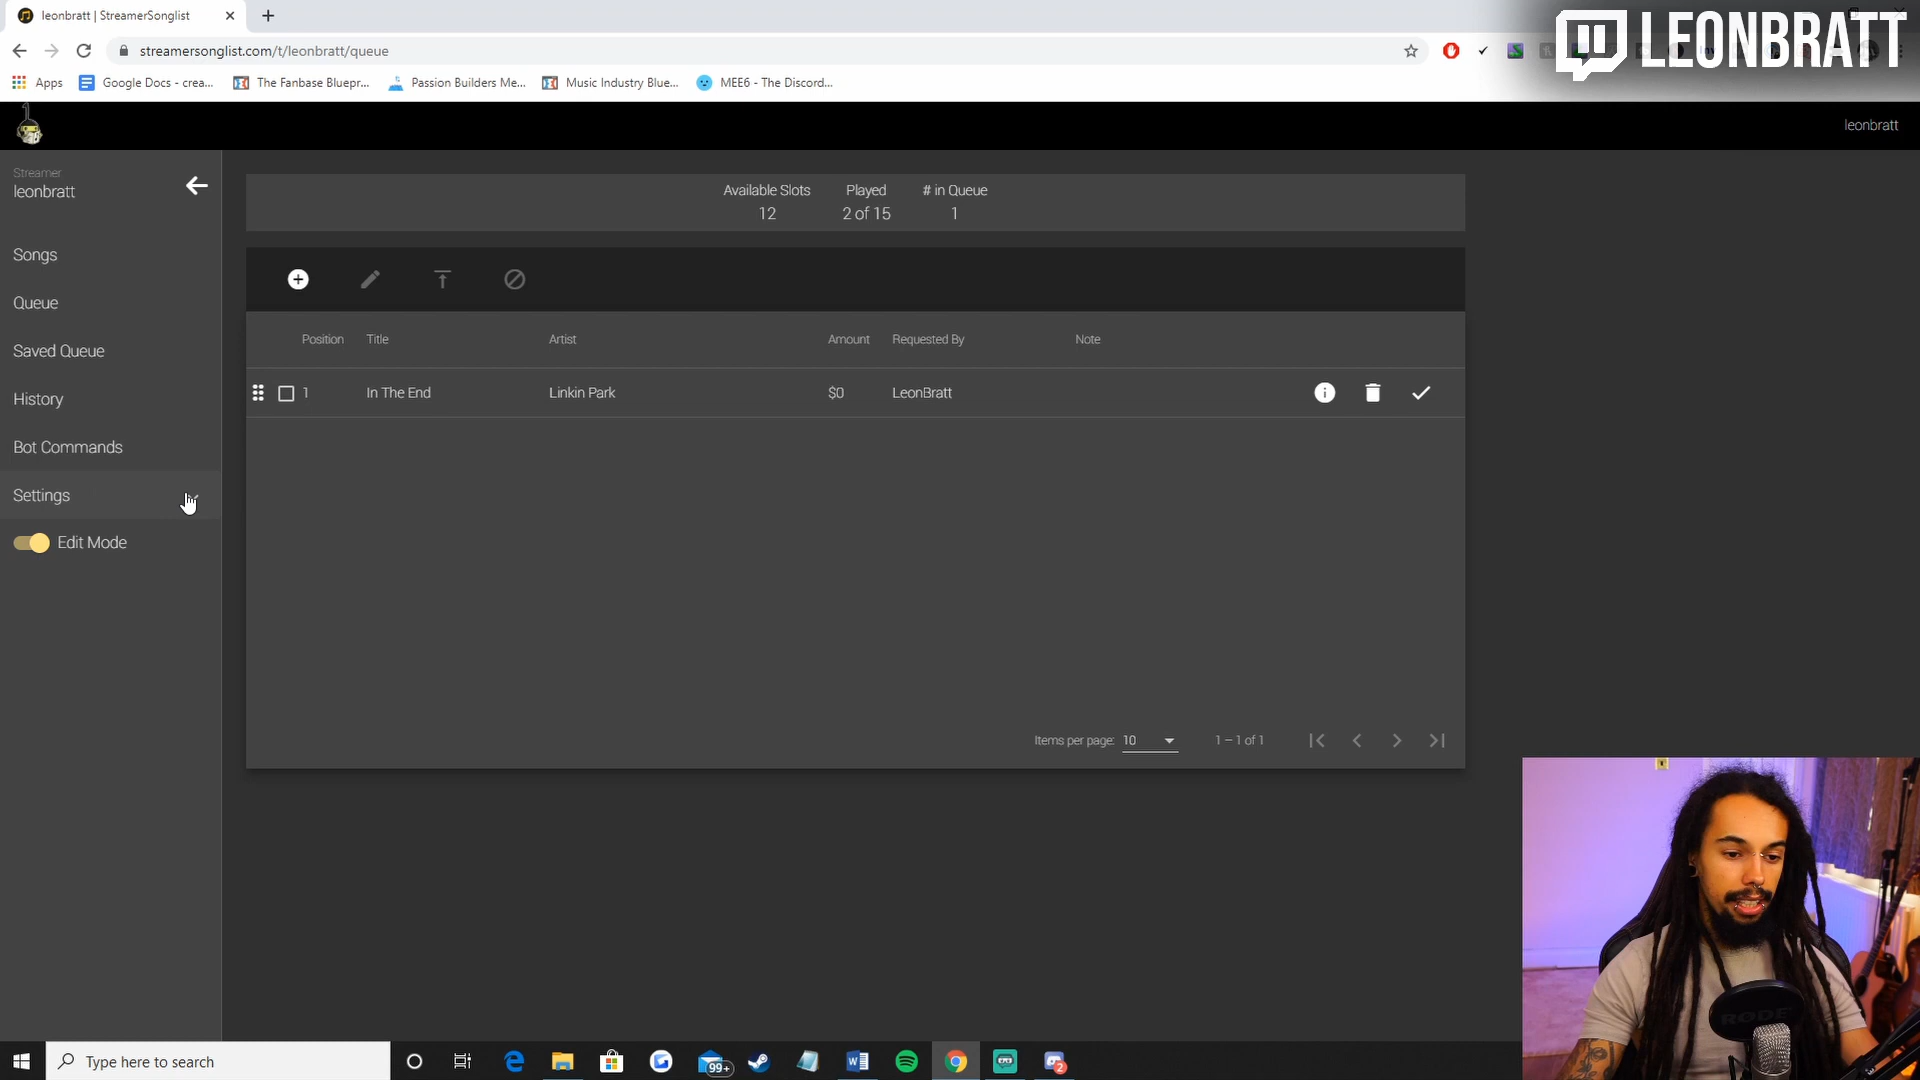 leonbratt | StreamerSonglist
LEONBRATT
streamersonglist.com/t/leonbratt/queue
Apps
Google Docs - crea...
The Fanbase Bluepr...
Passion Builders Me...
Music Industry Blue...
MEE6 - The Discord...
leonbratt
Streamer
leonbratt
Songs
Queue
Saved Queue
History
Bot Commands
Settings
Edit Mode
Available Slots
Played
# in Queue
12
2 of 15
1
Position
Title
Artist
Amount
Requested By
Note
1
In The End
Linkin Park
$0
LeonBratt
Items per page:
10
1 – 1 of 1
RODE
Type here to search
99+
2